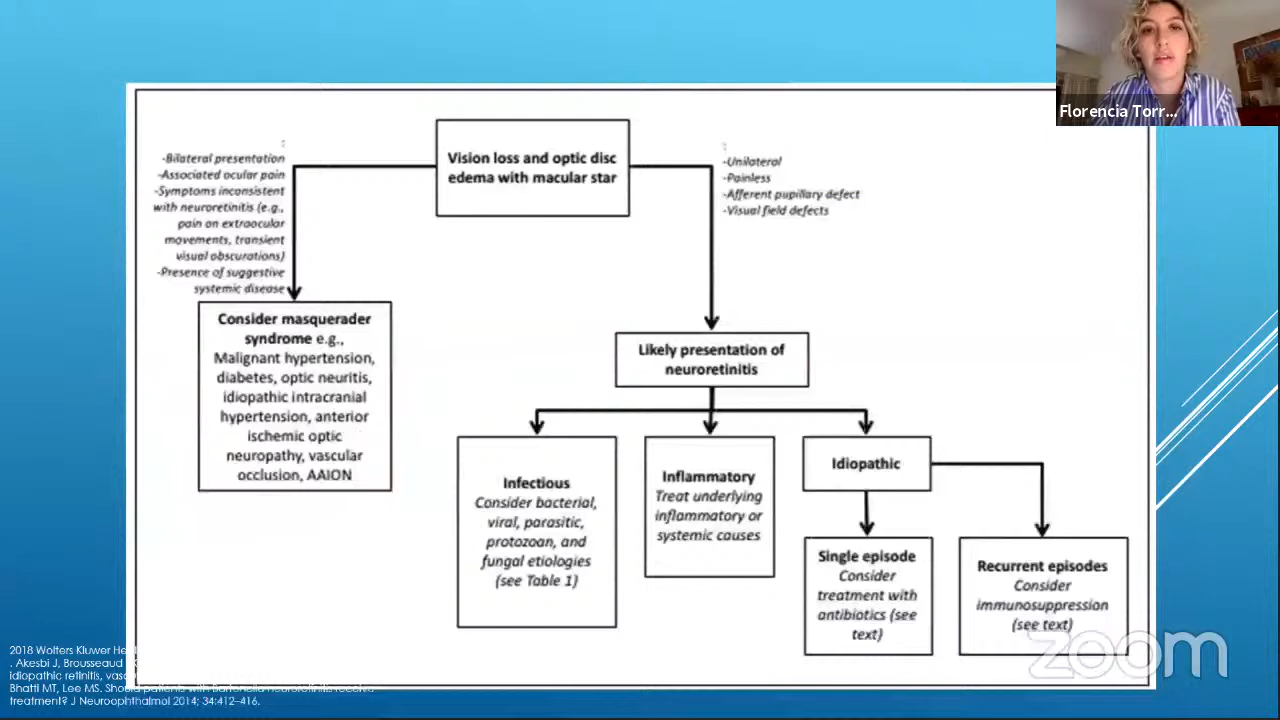 Florencia Torr...
Vision loss and optic disc
edema with macular star
-Bilateral presentation
-Associated ocular pain
-Symptoms inconsistent
with neuroretinitis (e.g.,
pain on extraocular
movements, transient
visual obscurations)
-Presence of suggestive
systemic disease
-Unilateral
-Painless
-Afferent pupillary defect
-Visual field defects
Consider masquerader
syndrome e.g.,
Malignant hypertension,
diabetes, optic neuritis,
idiopathic intracranial
hypertension, anterior
ischemic optic
neuropathy, vascular
occlusion, AAION
Likely presentation of
neuroretinitis
Infectious
Consider bacterial,
viral, parasitic,
protozoan, and
fungal etiologies
(see Table 1)
Inflammatory
Treat underlying
inflammatory or
systemic causes
Idiopathic
Single episode
Consider
treatment with
antibiotics (see
text)
Recurrent episodes
Consider
immunosuppression
(see text)
2018 Wolters Kluwer
. Akesbi J, Brousseaud
idiopathic retinitis,
Bhatti MT, Lee MS. Should patients with Bartonella neuroretinitis receive
treatment? J Neuroophthalmol 2014; 34:412–416.
zoom